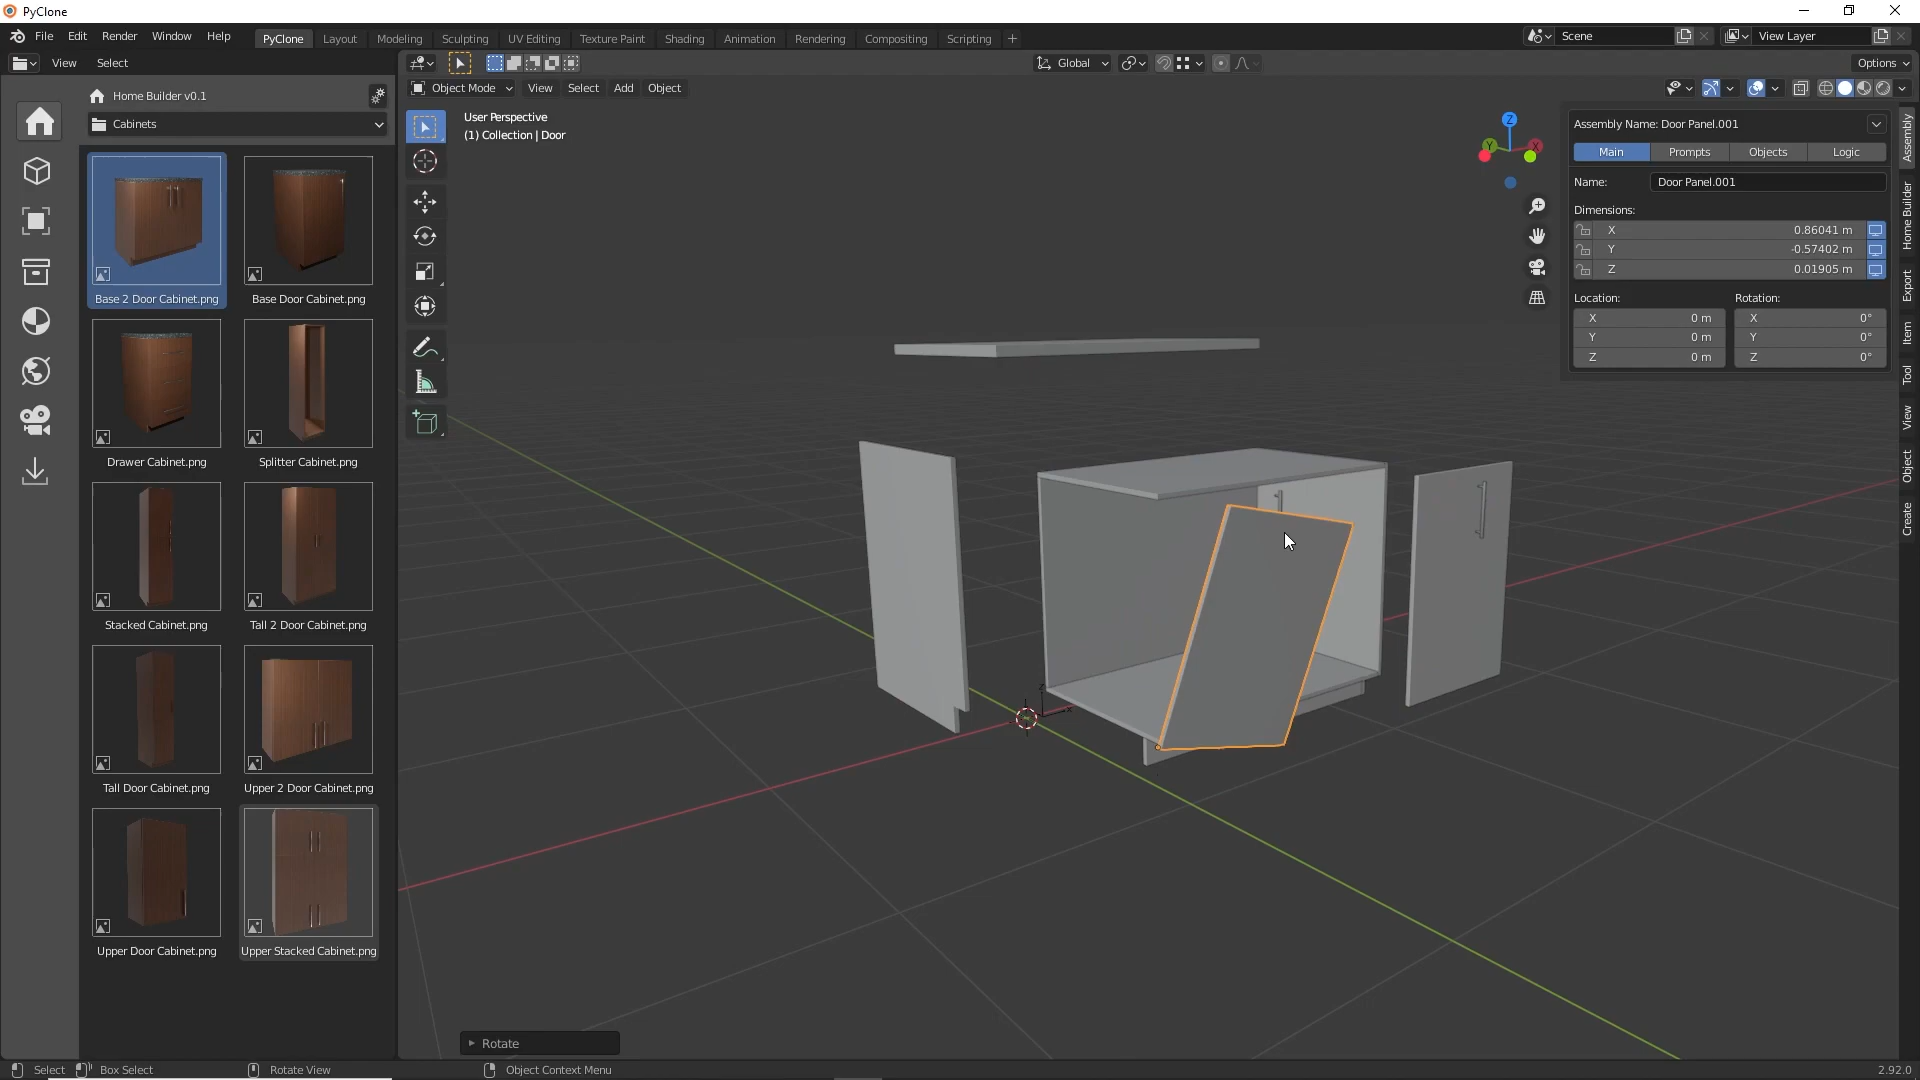 PyClone
File Edit Render Window Help PyClone Layout Modeling Sculpting UV Editing Texture Paint Shading Animation Rendering Compositing Scripting Scene View Layer
View Select Global Options
Home Builder v0.1
Object Mode View Select Add Object
Cabinets
User Perspective
(1) Collection | Door
Base 2 Door Cabinet.png Base Door Cabinet.png
Drawer Cabinet.png Splitter Cabinet.png
Stacked Cabinet.png Tall 2 Door Cabinet.png
Tall Door Cabinet.png Upper 2 Door Cabinet.png
Upper Door Cabinet.png Upper Stacked Cabinet.png
Z
Y
X
Assembly Name: Door Panel.001
Main Prompts Objects Logic
Name: Door Panel.001
Dimensions:
X 0.86041 m
Y -0.57402 m
Z 0.01905 m
Location: Rotation:
X 0 m X 0°
Y 0 m Y 0°
Z 0 m Z 0°
Assembly
Home Builder
Export
Item
Tool
View
Object
Create
Rotate
Select Box Select Rotate View Object Context Menu 2.92.0